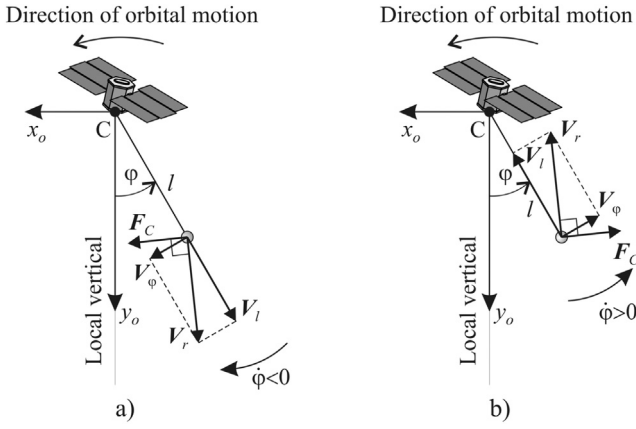 Direction of orbital motion
x_o
C
φ
l
F_C
V_φ
V_l
V_r
Local vertical
y_o
φ̇<0
a)
Direction of orbital motion
x_o
C
V_r
V_l
φ
l
V_φ
F_C
Local vertical
y_o
φ̇>0
b)